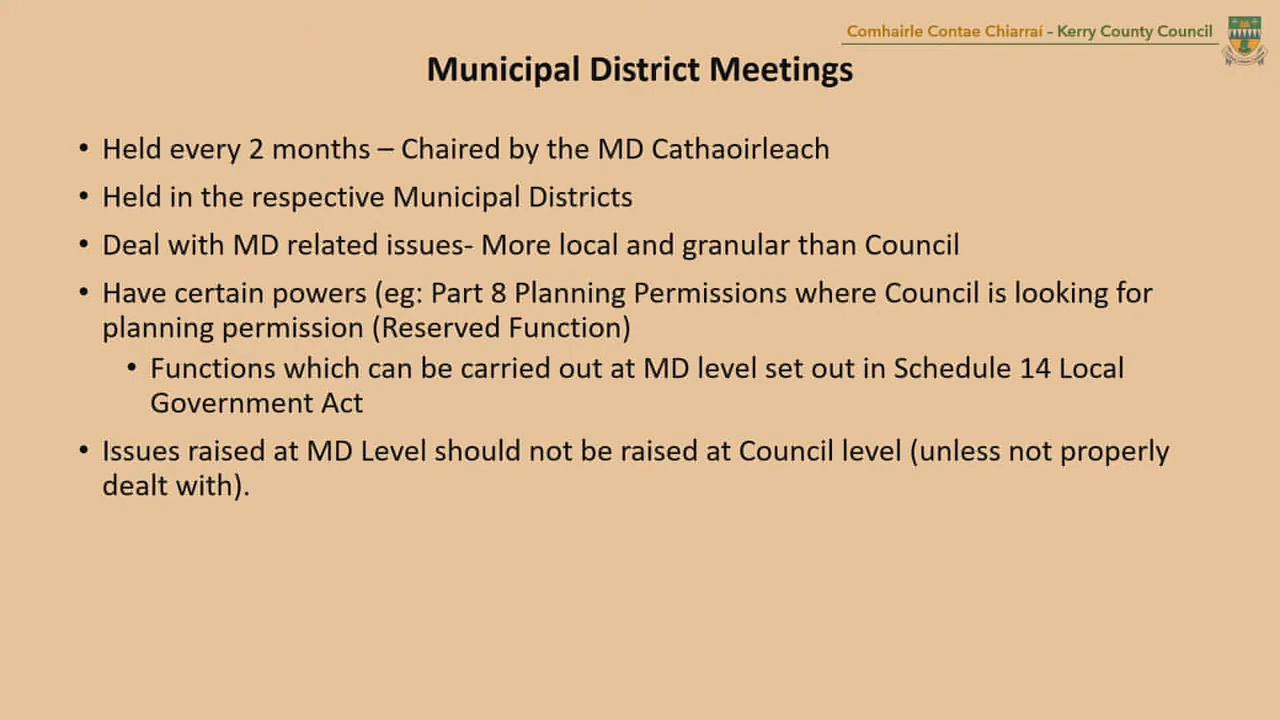 Comhairle Contae Chiarraí – Kerry County Council
Municipal District Meetings
• Held every 2 months – Chaired by the MD Cathaoirleach
• Held in the respective Municipal Districts
• Deal with MD related issues- More local and granular than Council
• Have certain powers (eg: Part 8 Planning Permissions where Council is looking for
planning permission (Reserved Function)
• Functions which can be carried out at MD level set out in Schedule 14 Local
Government Act
• Issues raised at MD Level should not be raised at Council level (unless not properly
dealt with).